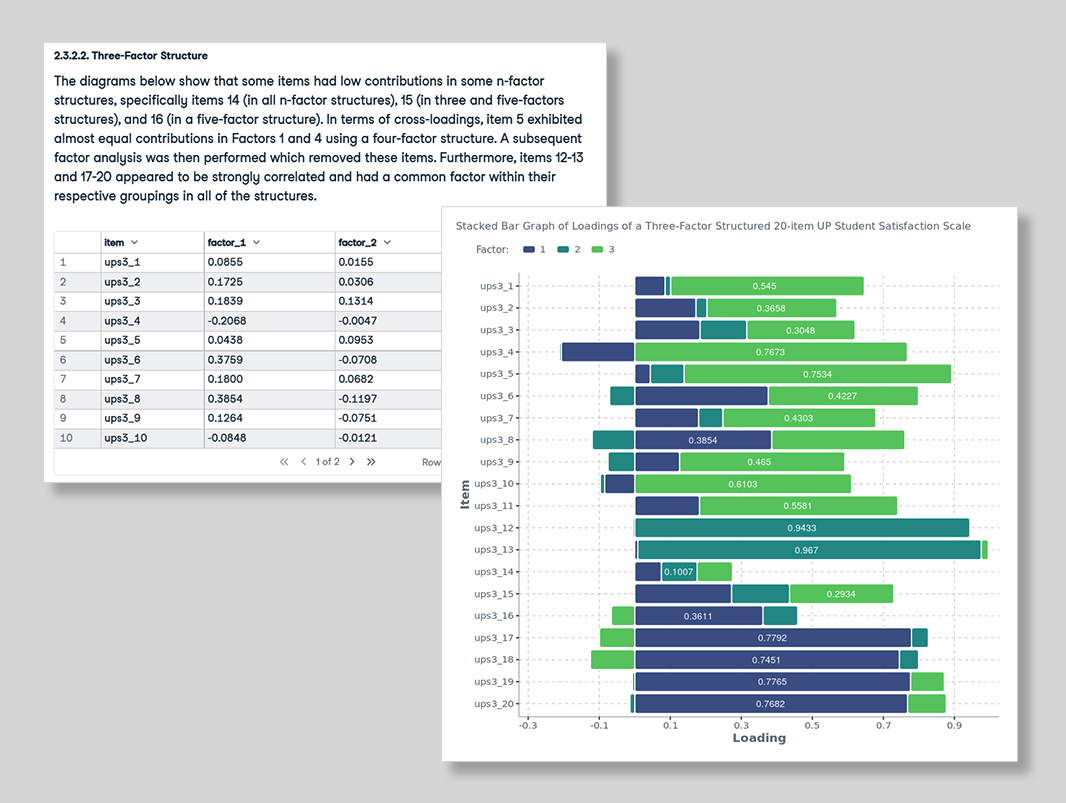 2.3.2.2. Three-Factor Structure
The diagrams below show that some items had low contributions in some n-factor
structures, specifically items 14 (in all n-factor structures), 15 (in three and five-factors
structures), and 16 (in a five-factor structure). In terms of cross-loadings, item 5 exhibited
almost equal contributions in Factors 1 and 4 using a four-factor structure. A subsequent
factor analysis was then performed which removed these items. Furthermore, items 12-13
and 17-20 appeared to be strongly correlated and had a common factor within their
respective groupings in all of the structures.
item factor_1 factor_2
1 ups3_1 0.0855 0.0155
2 ups3_2 0.1725 0.0306
3 ups3_3 0.1839 0.1314
4 ups3_4 -0.2068 -0.0047
5 ups3_5 0.0438 0.0953
6 ups3_6 0.3759 -0.0708
7 ups3_7 0.1800 0.0682
8 ups3_8 0.3854 -0.1197
9 ups3_9 0.1264 -0.0751
10 ups3_10 -0.0848 -0.0121
1 of 2 Row
Stacked Bar Graph of Loadings of a Three-Factor Structured 20-item UP Student Satisfaction Scale
Factor: 1 2 3
ups3_1 0.545
ups3_2 0.3658
ups3_3 0.3048
ups3_4 0.7673
ups3_5 0.7534
ups3_6 0.4227
ups3_7 0.4303
ups3_8 0.3854
ups3_9 0.465
ups3_10 0.6103
ups3_11 0.5581
ups3_12 0.9433
ups3_13 0.967
ups3_14 0.1007
ups3_15 0.2934
ups3_16 0.3611
ups3_17 0.7792
ups3_18 0.7451
ups3_19 0.7765
ups3_20 0.7682
Item
-0.3 -0.1 0.1 0.3 0.5 0.7 0.9
Loading